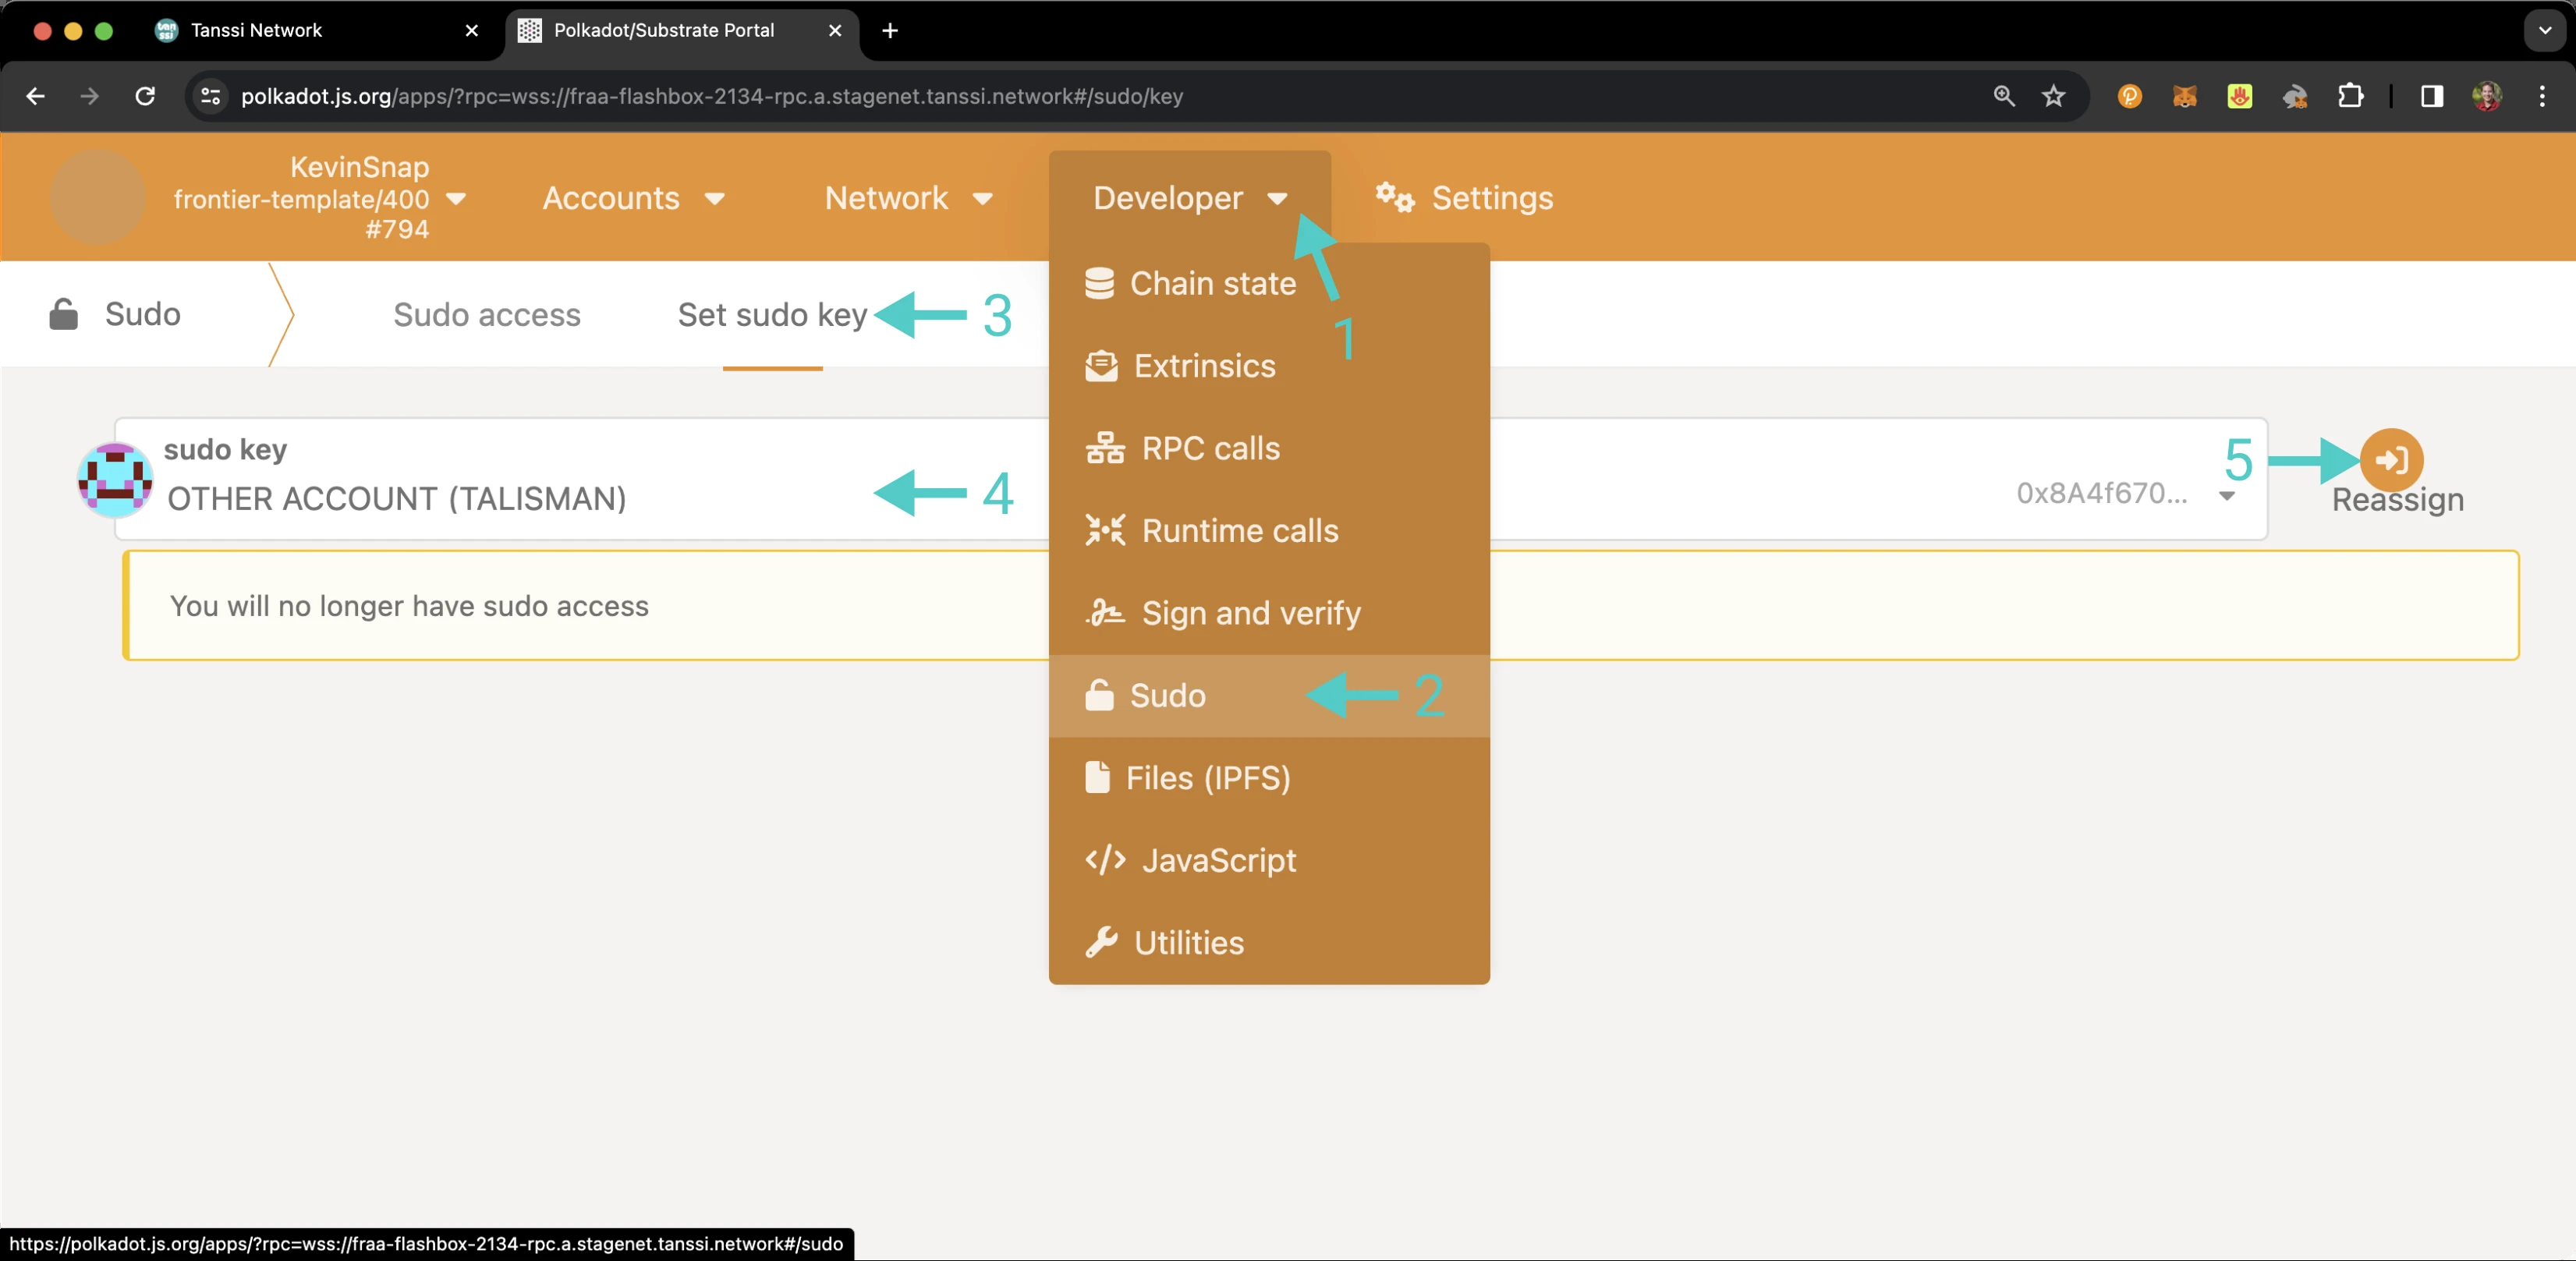 Tanssi Network
Polkadot/Substrate Portal
polkadot.js.org/apps/?rpc=wss://fraa-flashbox-2134-rpc.a.stagenet.tanssi.network#/sudo/key
KevinSnap
frontier-template/400
#794
Accounts
Network
Developer
Settings
1
Sudo
Sudo access
Set sudo key
3
Chain state
Extrinsics
RPC calls
Runtime calls
Sign and verify
Sudo
2
Files (IPFS)
JavaScript
Utilities
sudo key
OTHER ACCOUNT (TALISMAN)
4
0x8A4f670...
5
Reassign
You will no longer have sudo access
https://polkadot.js.org/apps/?rpc=wss://fraa-flashbox-2134-rpc.a.stagenet.tanssi.network#/sudo